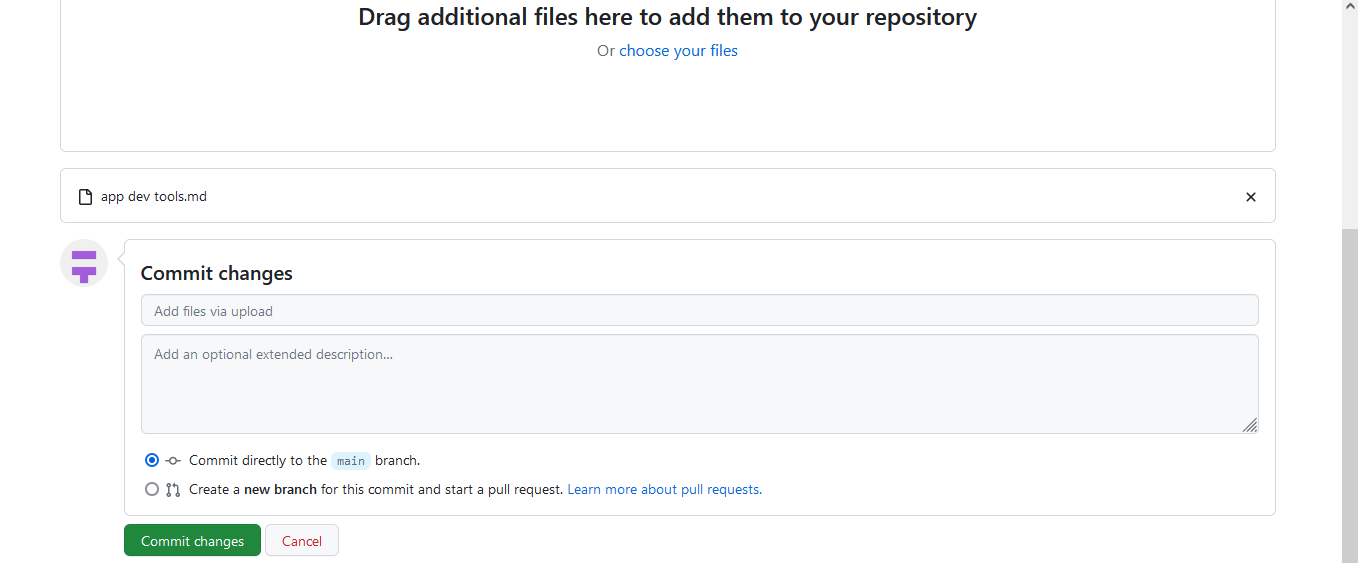 Drag additional files here to add them to your repository
Or choose your files
app dev tools.md
Commit changes
Add files via upload
Add an optional extended description...
Commit directly to the main branch.
Create a new branch for this commit and start a pull request. Learn more about pull requests.
Commit changes Cancel